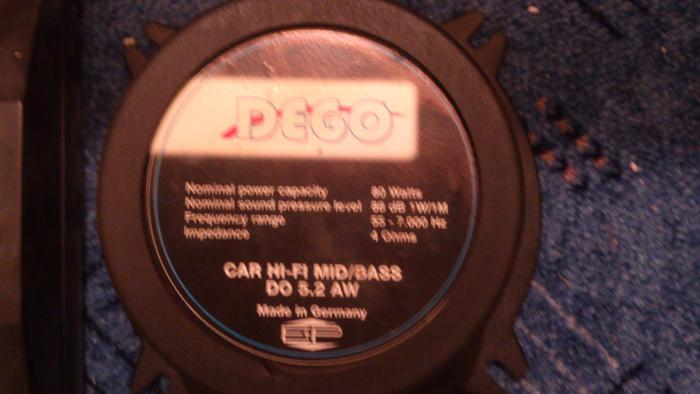 DEGO
Nominal power capacity 80 Watts
Nominal sound pressure level 88 dB 1W/1M
Frequency range 55 - 7.000 Hz
Impedance 4 Ohms
CAR HI-FI MID/BASS
DO 5.2 AW
Made in Germany